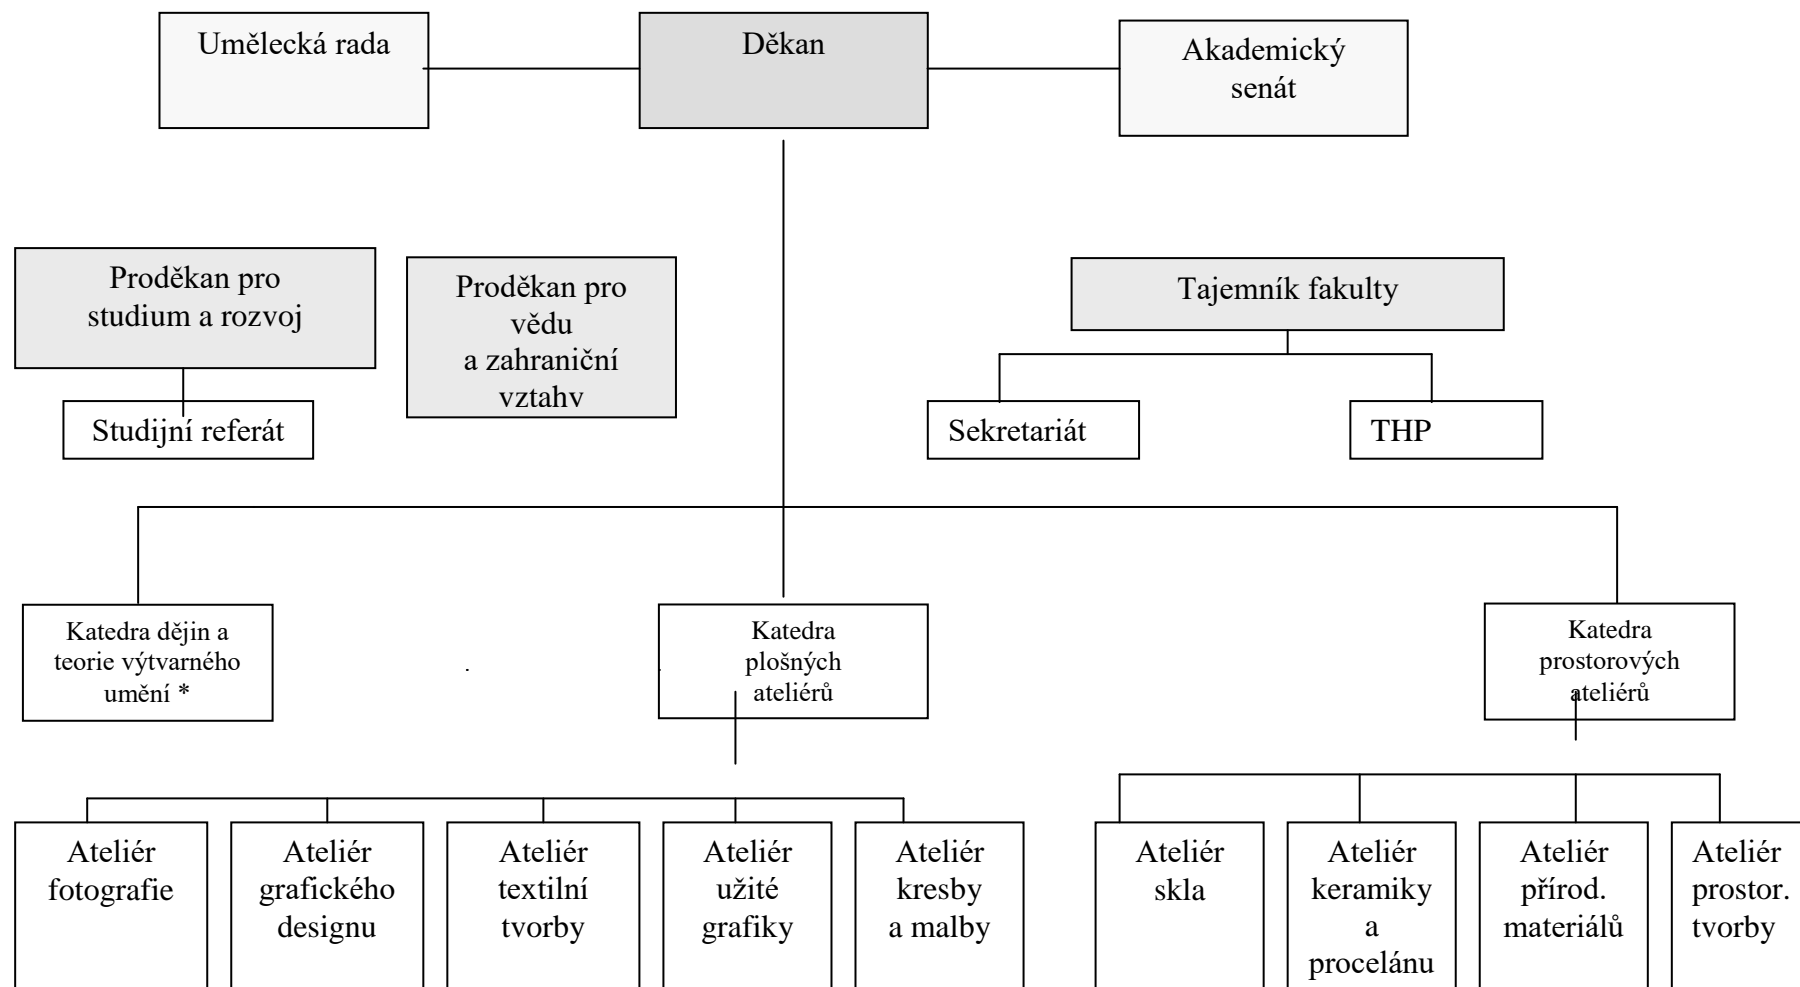 Umělecká rada
Děkan
Akademický
senát
Proděkan pro
studium a rozvoj
Proděkan pro
vědu
a zahraniční
vztahy
Tajemník fakulty
Studijní referát
Sekretariát
THP
Katedra dějin a
teorie výtvarného
umění *
Katedra
plošných
ateliérů
Katedra
prostorových
ateliérů
Ateliér
fotografie
Ateliér
grafického
designu
Ateliér
textilní
tvorby
Ateliér
užité
grafiky
Ateliér
kresby
a malby
Ateliér
skla
Ateliér
keramiky
a
procelánu
Ateliér
přírod.
materiálů
Ateliér
prostor.
tvorby